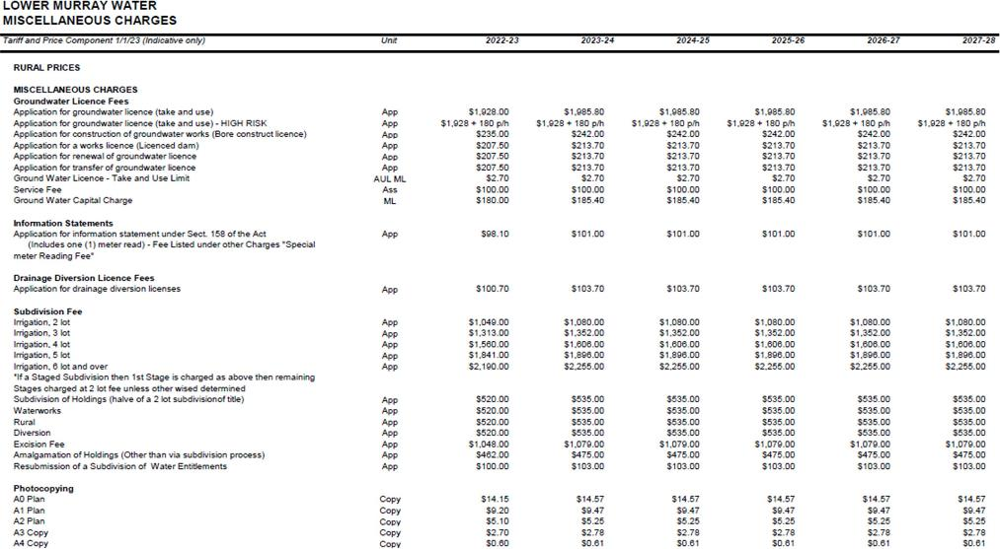 LOWER MURRAY WATER
MISCELLANEOUS CHARGES
Tariff and Price Component 1/1/23 (Indicative only) Unit 2022-23 2023-24 2024-25 2025-26 2026-27 2027-28
RURAL PRICES
MISCELLANEOUS CHARGES
Groundwater Licence Fees
Application for groundwater licence (take and use) App $1,928.00 $1,985.80 $1,985.80 $1,985.80 $1,985.80 $1,985.80
Application for groundwater licence (take and use) - HIGH RISK App $1,928 + 180 p/h $1,928 + 180 p/h $1,928 + 180 p/h $1,928 + 180 p/h $1,928 + 180 p/h $1,928 + 180 p/h
Application for construction of groundwater works (Bore construct licence) App $235.00 $242.00 $242.00 $242.00 $242.00 $242.00
Application for a works licence (Licenced dam) App $207.50 $213.70 $213.70 $213.70 $213.70 $213.70
Application for renewal of groundwater licence App $207.50 $213.70 $213.70 $213.70 $213.70 $213.70
Application for transfer of groundwater licence App $207.50 $213.70 $213.70 $213.70 $213.70 $213.70
Ground Water Licence - Take and Use Limit AUL ML $2.70 $2.70 $2.70 $2.70 $2.70 $2.70
Service Fee Ass $100.00 $100.00 $100.00 $100.00 $100.00 $100.00
Ground Water Capital Charge ML $180.00 $185.40 $185.40 $185.40 $185.40 $185.40
Information Statements
Application for information statement under Sect. 158 of the Act App $98.10 $101.00 $101.00 $101.00 $101.00 $101.00
(Includes one (1) meter read) - Fee Listed under other Charges "Special
meter Reading Fee"
Drainage Diversion Licence Fees
Application for drainage diversion licenses App $100.70 $103.70 $103.70 $103.70 $103.70 $103.70
Subdivision Fee
Irrigation, 2 lot App $1,049.00 $1,080.00 $1,080.00 $1,080.00 $1,080.00 $1,080.00
Irrigation, 3 lot App $1,313.00 $1,352.00 $1,352.00 $1,352.00 $1,352.00 $1,352.00
Irrigation, 4 lot App $1,560.00 $1,606.00 $1,606.00 $1,606.00 $1,606.00 $1,606.00
Irrigation, 5 lot App $1,841.00 $1,896.00 $1,896.00 $1,896.00 $1,896.00 $1,896.00
Irrigation, 6 lot and over App $2,190.00 $2,255.00 $2,255.00 $2,255.00 $2,255.00 $2,255.00
*If a Staged Subdivision then 1st Stage is charged as above then remaining
Stages charged at 2 lot fee unless other wised determined
Subdivision of Holdings (halve of a 2 lot subdivisionof title) App $520.00 $535.00 $535.00 $535.00 $535.00 $535.00
Waterworks App $520.00 $535.00 $535.00 $535.00 $535.00 $535.00
Rural App $520.00 $535.00 $535.00 $535.00 $535.00 $535.00
Diversion App $520.00 $535.00 $535.00 $535.00 $535.00 $535.00
Excision Fee App $1,048.00 $1,079.00 $1,079.00 $1,079.00 $1,079.00 $1,079.00
Amalgamation of Holdings (Other than via subdivision process) App $462.00 $475.00 $475.00 $475.00 $475.00 $475.00
Resubmission of a Subdivision of Water Entitlements App $100.00 $103.00 $103.00 $103.00 $103.00 $103.00
Photocopying
A0 Plan Copy $14.15 $14.57 $14.57 $14.57 $14.57 $14.57
A1 Plan Copy $9.20 $9.47 $9.47 $9.47 $9.47 $9.47
A2 Plan Copy $5.10 $5.25 $5.25 $5.25 $5.25 $5.25
A3 Copy Copy $2.70 $2.78 $2.78 $2.78 $2.78 $2.78
A4 Copy Copy $0.60 $0.61 $0.61 $0.61 $0.61 $0.61